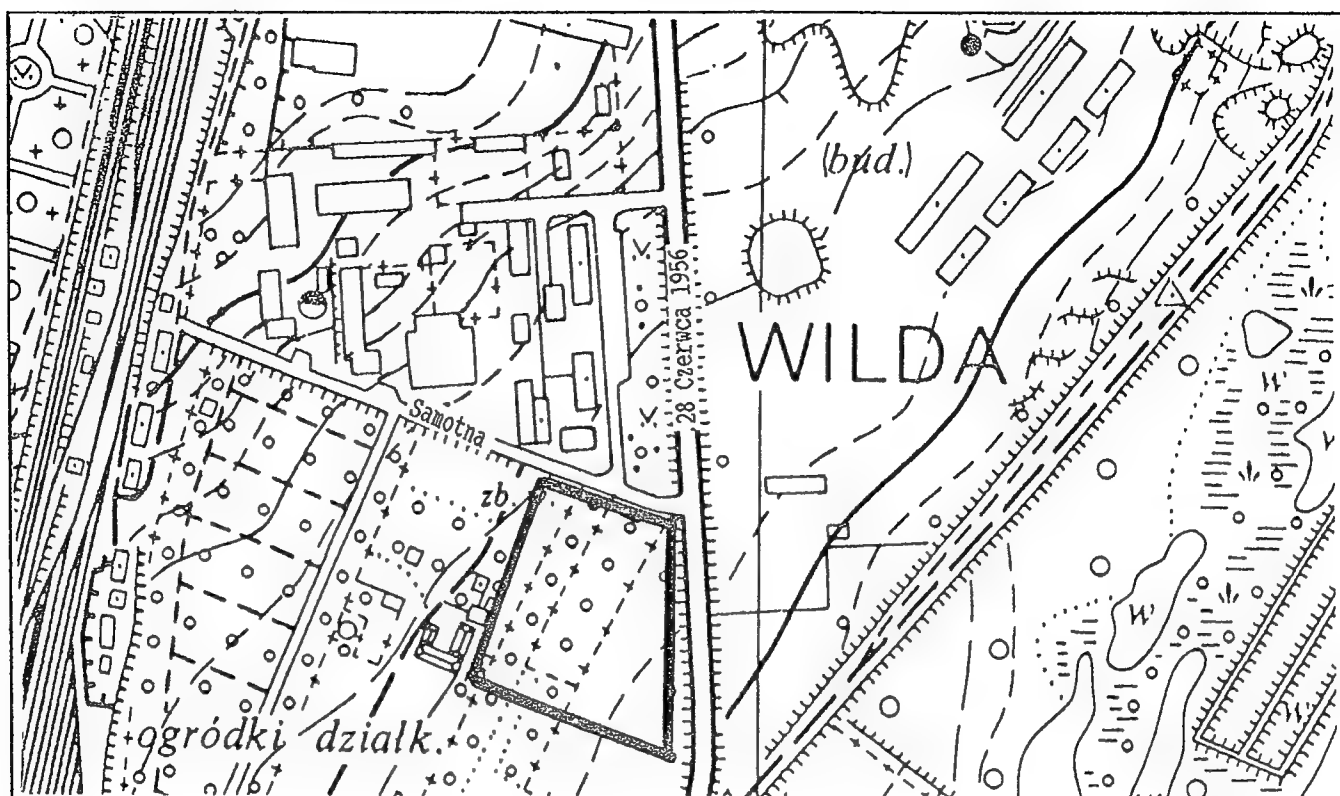 (bud.)
28 Czerwca 1956
WILDA
Samotna
zb.
W
W
W
ogródki działk.